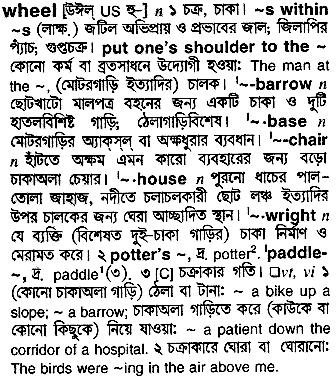 wheel [উঈল্ US হু-] n ১ চক্র, চাকা। ~s within
~s (লাক্ষ.) জটিল অভিপ্রায় ও প্রভাবের জাল; জিলাপির
প্যাঁচ; গুপ্তচক্র। put one's shoulder to the ~
কোনো কর্ম বা ব্রতসাধনে উদ্যোগী হওয়া: The man at
the ~, (মোটরগাড়ি ইত্যাদির) চালক। ˈ~-barrow n
ছোটখাটো মালপত্র বহনের জন্য একটি চাকা ও দুটি
হাতলবিশিষ্ট গাড়ি; ঠেলাগাড়িবিশেষ। ˈ~-base n
মোটরগাড়ির অ্যাকসল্ বা অক্ষধুরার ব্যবধান। ˈ~-chair
n হাঁটতে অক্ষম এমন কারো ব্যবহারের জন্য বড়ো
চাকাঅলা চেয়ার। ˈ~-house n পুরনো ধাচের পাল-
তোলা জাহাজ, নদীতে চলাচলকারী ছোট লঞ্চ ইত্যাদির
উপর চালকের জন্য ঘেরা আচ্ছাদিত স্থান। ˈ~-wright n
যে ব্যক্তি (বিশেষত দুই-চাকা গাড়ির) চাকা নির্মাণ ও
মেরামত করে। ২ potter's ~, দ্র. potter². ˈpaddle-
~, দ্র. paddle¹(৩). ৩ [C] চক্রাকার গতি। □vt, vi ১
(কোনো চাকাঅলা গাড়ি) ঠেলা বা টানা: ~ a bike up a
slope; ~ a barrow; চাকাঅলা গাড়িতে করে (কাউকে বা
কোনো কিছুকে) নিয়ে যাওয়া: ~ a patient down the
corridor of a hospital. ২ চক্রাকারে ঘোরা বা ঘোরানো:
The birds were ~ing in the air above me.